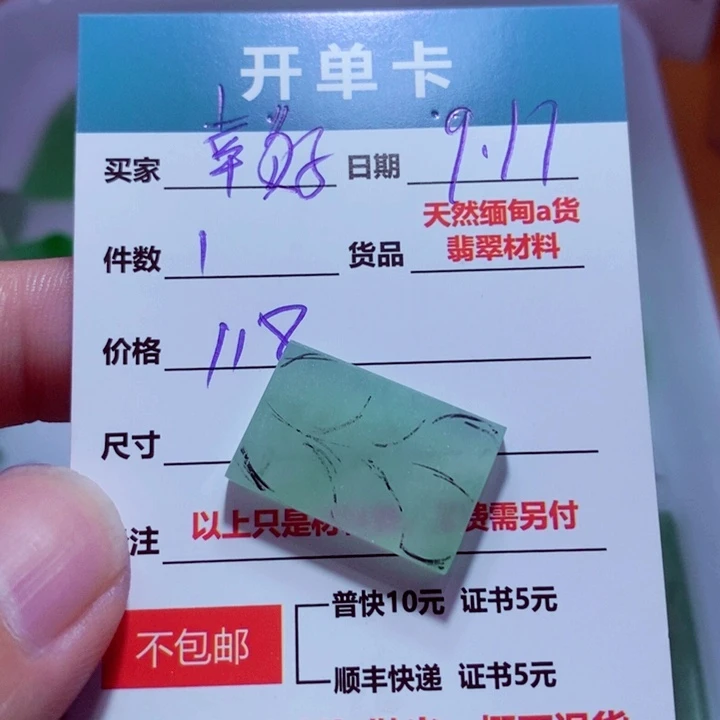 开单卡
买家 幸好 日期 9.17
件数 1 货品 天然缅甸a货
翡翠材料
价格 118
尺寸
注 以上只是 费需另付
普快10元 证书5元
不包邮
顺丰快递 证书5元